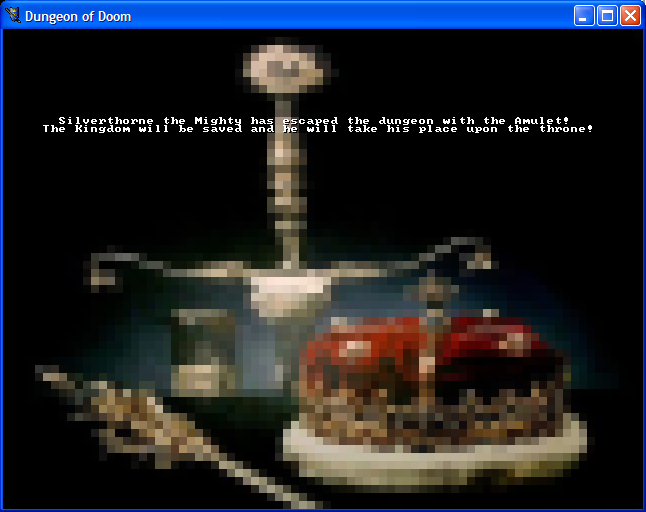 Dungeon of Doom
Silverthorne the Mighty has escaped the dungeon with the Amulet!
The Kingdom will be saved and he will take his place upon the throne!